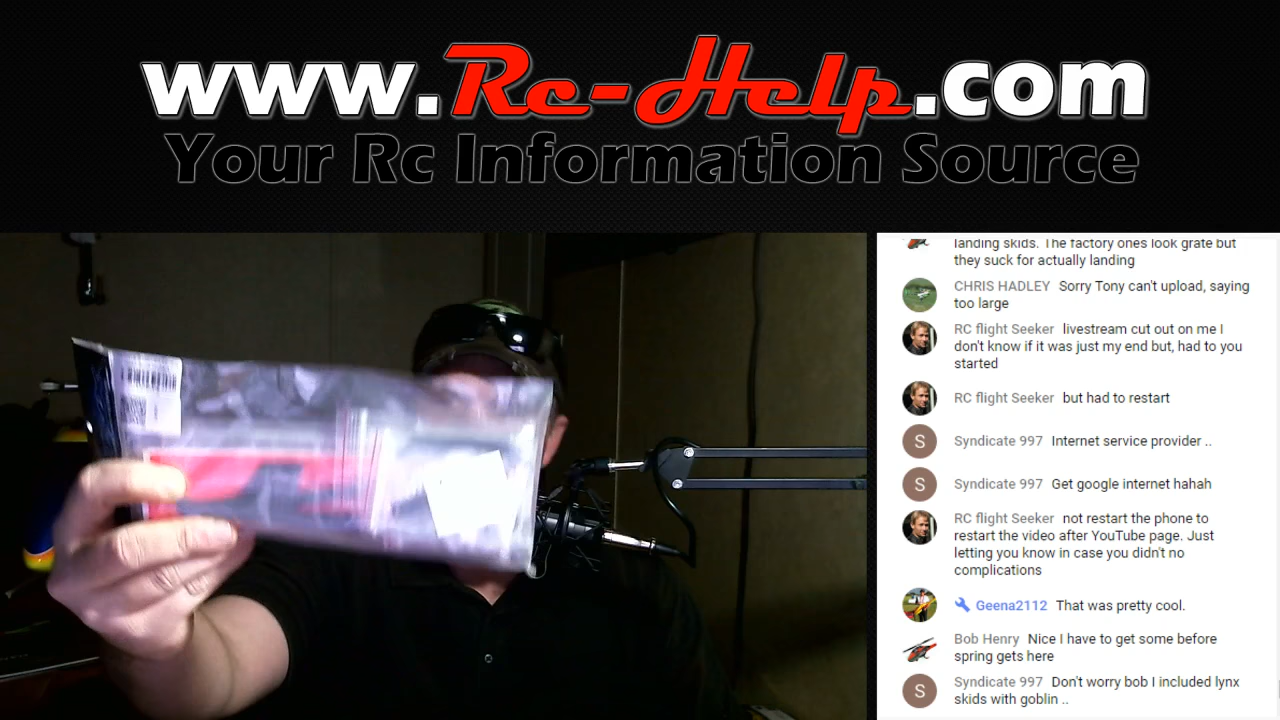 www.Rc-Help.com
Your Rc Information Source
landing skids. The factory ones look grate but
they suck for actually landing
CHRIS HADLEY Sorry Tony can't upload, saying
too large
RC flight Seeker livestream cut out on me I
don't know if it was just my end but, had to you
started
RC flight Seeker but had to restart
S Syndicate 997 Internet service provider ..
S Syndicate 997 Get google internet hahah
RC flight Seeker not restart the phone to
restart the video after YouTube page. Just
letting you know in case you didn't no
complications
Geena2112 That was pretty cool.
Bob Henry Nice I have to get some before
spring gets here
S Syndicate 997 Don't worry bob I included lynx
skids with goblin ..